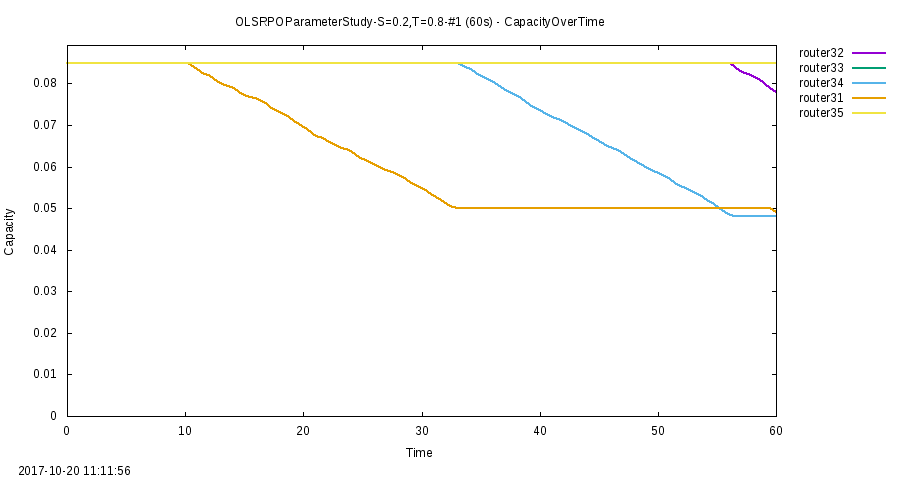 OLSRPOParameterStudy-S=0.2,T=0.8-#1 (60s) - CapacityOverTime
router32
router33
router34
router31
router35
Capacity
0.08
0.07
0.06
0.05
0.04
0.03
0.02
0.01
0
0 10 20 30 40 50 60
Time
2017-10-20 11:11:56